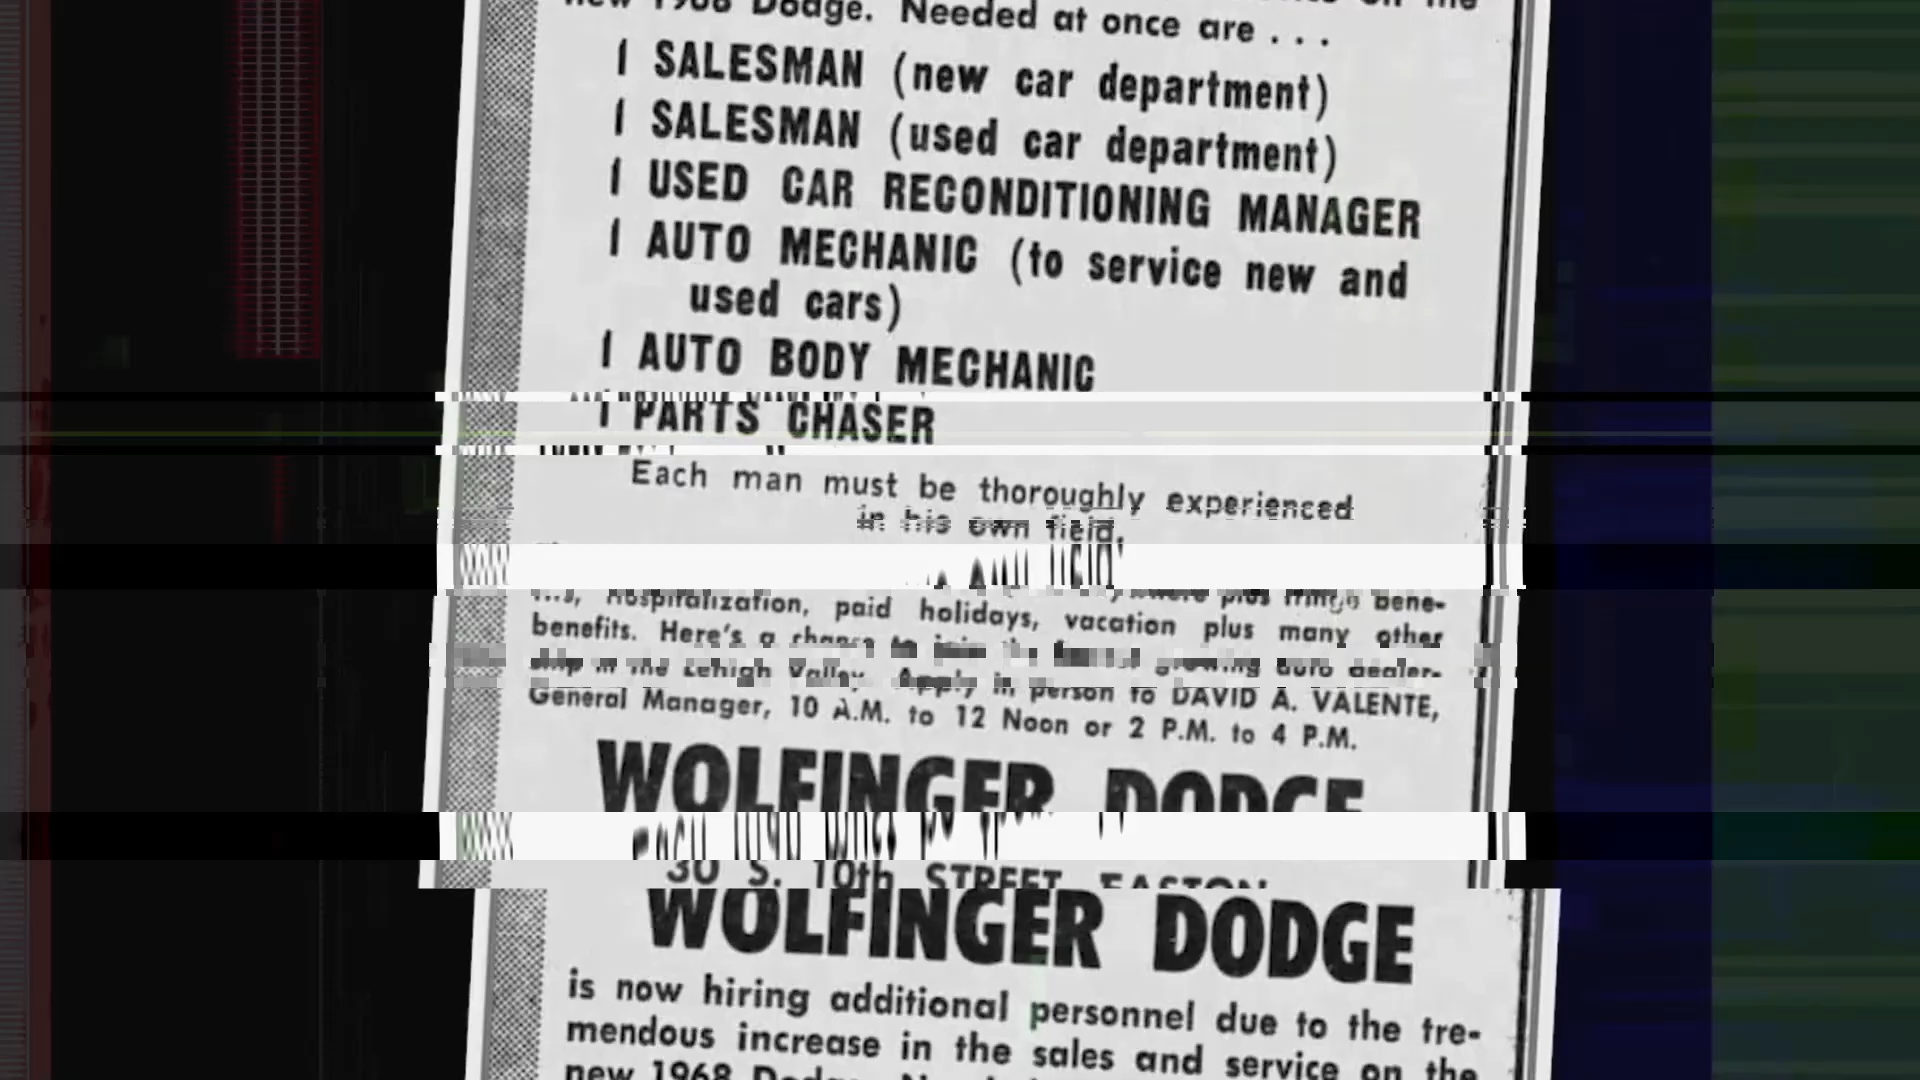 new 1968 Dodge. Needed at once are . . .
1 SALESMAN (new car department)
1 SALESMAN (used car department)
1 USED CAR RECONDITIONING MANAGER
1 AUTO MECHANIC (to service new and
used cars)
1 AUTO BODY MECHANIC
1 PARTS CHASER
Each man must be thoroughly experienced
in his own field.
plus fringe bene-
hospitalization, paid holidays, vacation plus many other
benefits. Here's a chance to join the fastest growing auto dealer-
ship in the Lehigh Valley. Apply in person to DAVID A. VALENTE,
General Manager, 10 A.M. to 12 Noon or 2 P.M. to 4 P.M.
WOLFINGER DODGE
30 S. 10th STREET EASTON
WOLFINGER DODGE
is now hiring additional personnel due to the tre-
mendous increase in the sales and service on the
new 1968 Dodge.